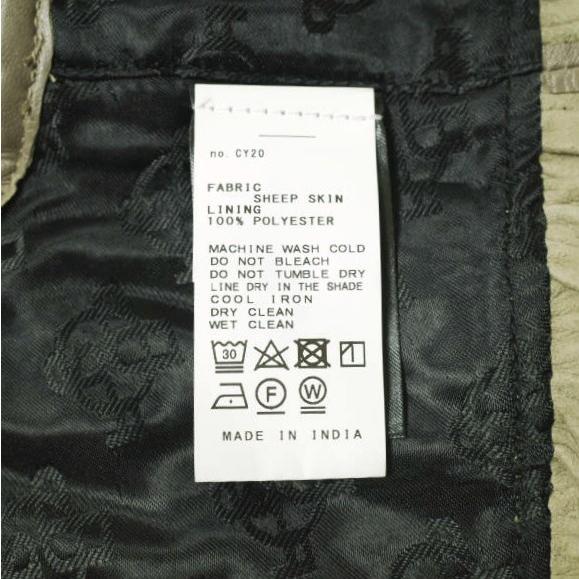 no. CY20
FABRIC
SHEEP SKIN
LINING
100% POLYESTER
MACHINE WASH COLD
DO NOT BLEACH
DO NOT TUMBLE DRY
LINE DRY IN THE SHADE
COOL IRON
DRY CLEAN
WET CLEAN
30
F W
MADE IN INDIA